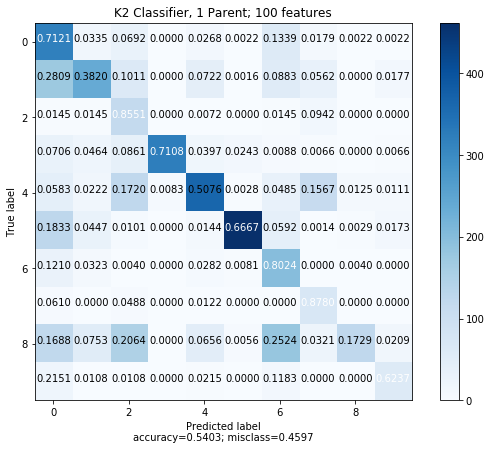 K2 Classifier, 1 Parent; 100 features
0 0.7121 0.0335 0.0692 0.0000 0.0268 0.0022 0.1339 0.0179 0.0022 0.0022
0.2809 0.3820 0.1011 0.0000 0.0722 0.0016 0.0883 0.0562 0.0000 0.0177
2 0.0145 0.0145 0.8551 0.0000 0.0072 0.0000 0.0145 0.0942 0.0000 0.0000
0.0706 0.0464 0.0861 0.7108 0.0397 0.0243 0.0088 0.0066 0.0000 0.0066
4 0.0583 0.0222 0.1720 0.0083 0.5076 0.0028 0.0485 0.1567 0.0125 0.0111
0.1833 0.0447 0.0101 0.0000 0.0144 0.6667 0.0592 0.0014 0.0029 0.0173
6 0.1210 0.0323 0.0040 0.0000 0.0282 0.0081 0.8024 0.0000 0.0040 0.0000
0.0610 0.0000 0.0488 0.0000 0.0122 0.0000 0.0000 0.8780 0.0000 0.0000
8 0.1688 0.0753 0.2064 0.0000 0.0656 0.0056 0.2524 0.0321 0.1729 0.0209
0.2151 0.0108 0.0108 0.0000 0.0215 0.0000 0.1183 0.0000 0.0000 0.6237
0 2 4 6 8
True label
Predicted label
accuracy=0.5403; misclass=0.4597
400
300
200
100
0